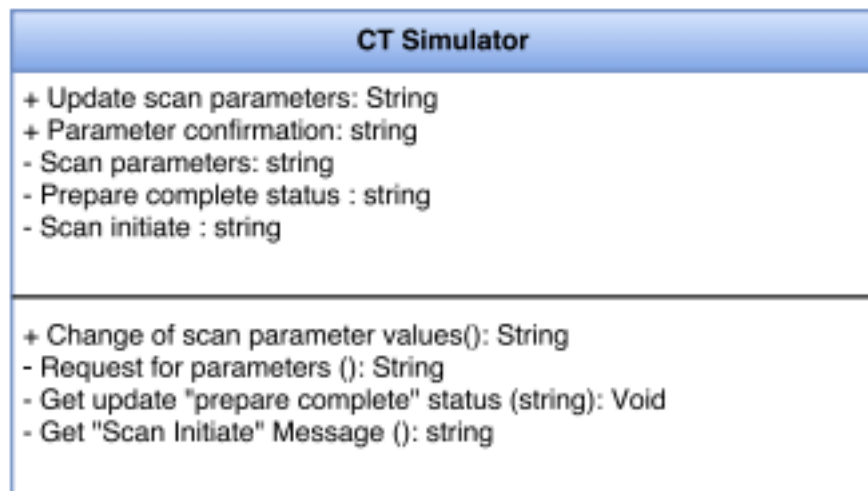 CT Simulator
+ Update scan parameters: String
+ Parameter confirmation: string
- Scan parameters: string
- Prepare complete status : string
- Scan initiate : string
+ Change of scan parameter values(): String
- Request for parameters (): String
- Get update "prepare complete" status (string): Void
- Get "Scan Initiate" Message (): string